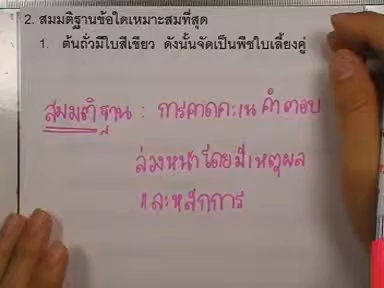 2. สมมติฐานข้อใดเหมาะสมที่สุด
1. ต้นถั่วมีใบสีเขียว ดังนั้นจัดเป็นพืชใบเลี้ยงคู่
สมมติฐาน : การคาดคะเนคำตอบ
ล่วงหน้าโดยมีเหตุผล
และหลักการ